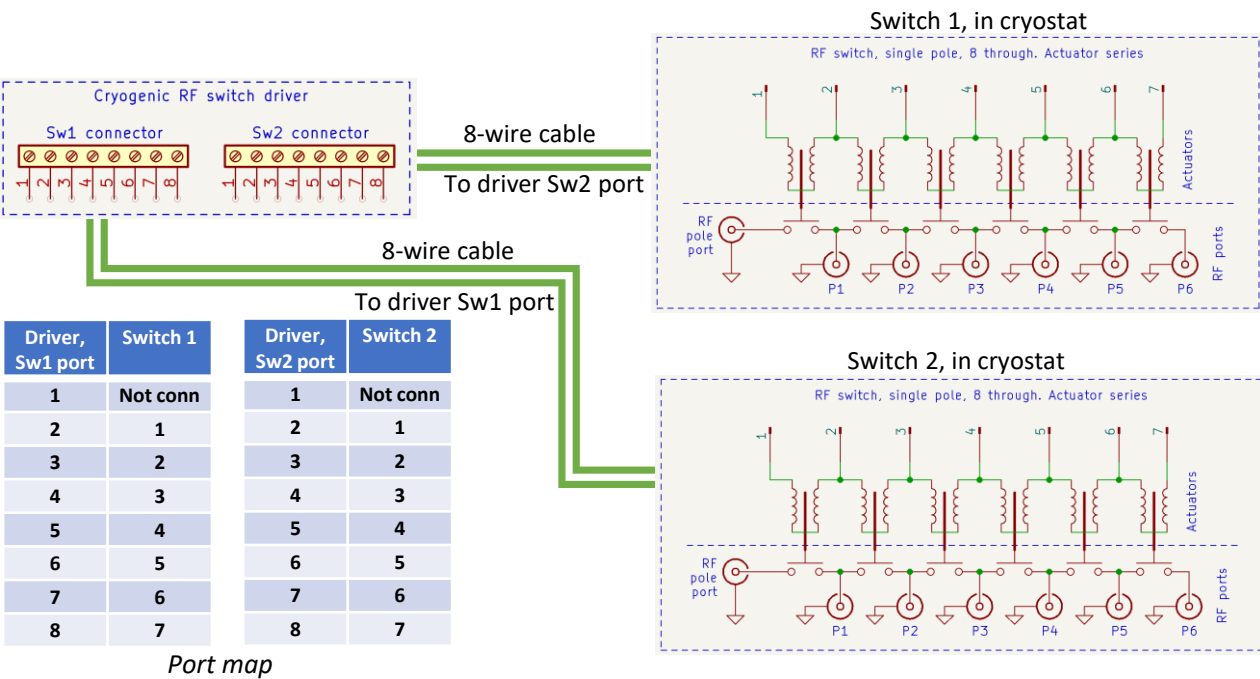 Switch 1, in cryostat
RF switch, single pole, 8 through. Actuator series
1 2 3 4 5 6 7
Actuators
RF
pole
port
RF ports
P1 P2 P3 P4 P5 P6
Cryogenic RF switch driver
Sw1 connector
Sw2 connector
1 2 3 4 5 6 7 8
1 2 3 4 5 6 7 8
8-wire cable
To driver Sw2 port
8-wire cable
To driver Sw1 port
Switch 2, in cryostat
RF switch, single pole, 8 through. Actuator series
1 2 3 4 5 6 7
Actuators
RF
pole
port
RF ports
P1 P2 P3 P4 P5 P6
Driver, Switch 1
Sw1 port
1 Not conn
2 1
3 2
4 3
5 4
6 5
7 6
8 7
Driver, Switch 2
Sw2 port
1 Not conn
2 1
3 2
4 3
5 4
6 5
7 6
8 7
Port map